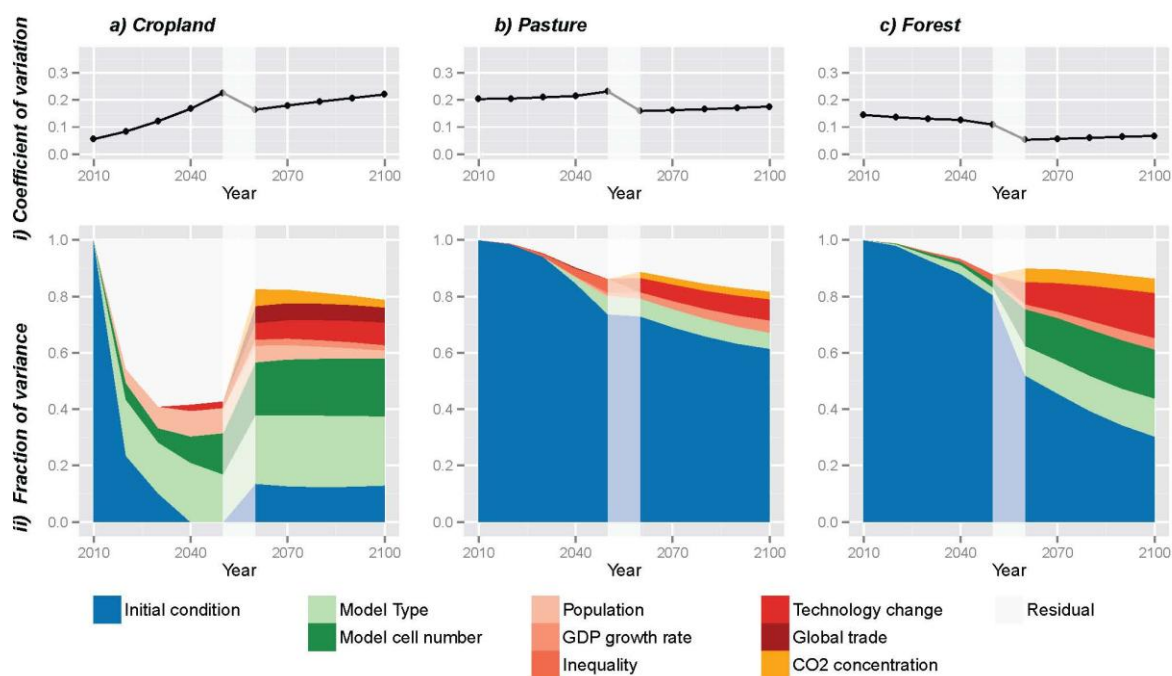 a) Cropland
b) Pasture
c) Forest
i) Coefficient of variation
0.3
0.2
0.1
0.0
2010 2040 2070 2100
Year
0.3
0.2
0.1
0.0
2010 2040 2070 2100
Year
0.3
0.2
0.1
0.0
2010 2040 2070 2100
Year
ii) Fraction of variance
1.0
0.8
0.6
0.4
0.2
0.0
2010 2040 2070 2100
Year
1.0
0.8
0.6
0.4
0.2
0.0
2010 2040 2070 2100
Year
1.0
0.8
0.6
0.4
0.2
0.0
2010 2040 2070 2100
Year
Initial condition
Model Type
Model cell number
Population
GDP growth rate
Inequality
Technology change
Global trade
CO2 concentration
Residual